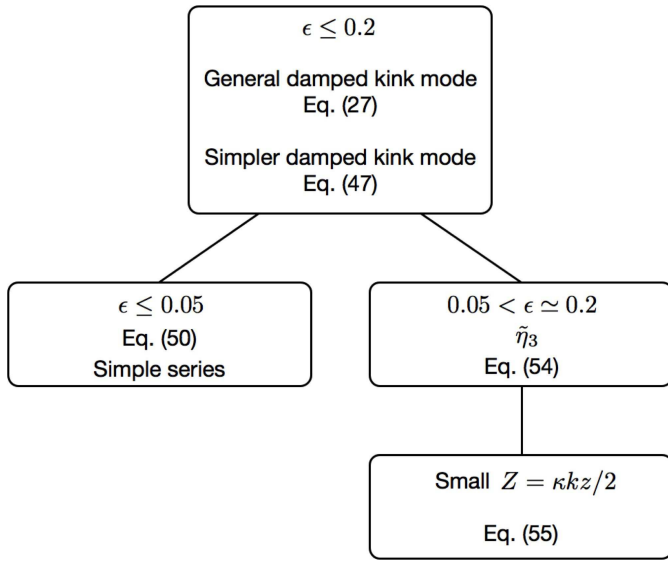 ϵ ≤ 0.2
General damped kink mode
Eq. (27)
Simpler damped kink mode
Eq. (47)
ϵ ≤ 0.05
Eq. (50)
Simple series
0.05 < ϵ ≃ 0.2
η̃₃
Eq. (54)
Small Z = κkz/2
Eq. (55)